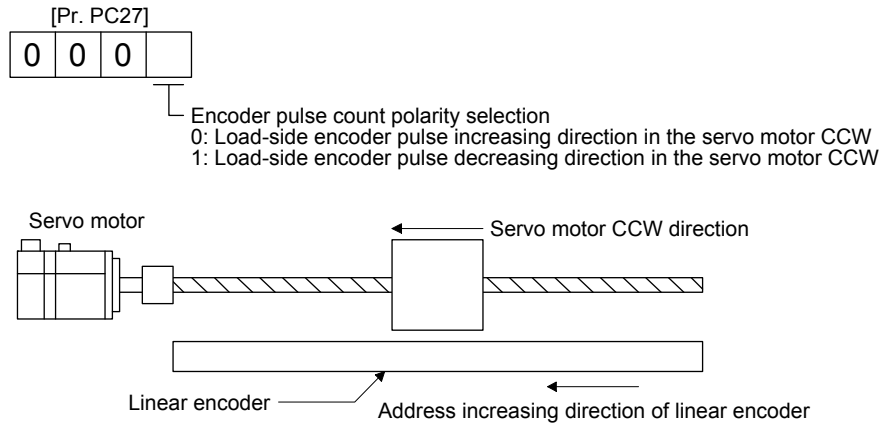 [Pr. PC27]
0 0 0
Encoder pulse count polarity selection
0: Load-side encoder pulse increasing direction in the servo motor CCW
1: Load-side encoder pulse decreasing direction in the servo motor CCW
Servo motor
Servo motor CCW direction
Linear encoder
Address increasing direction of linear encoder